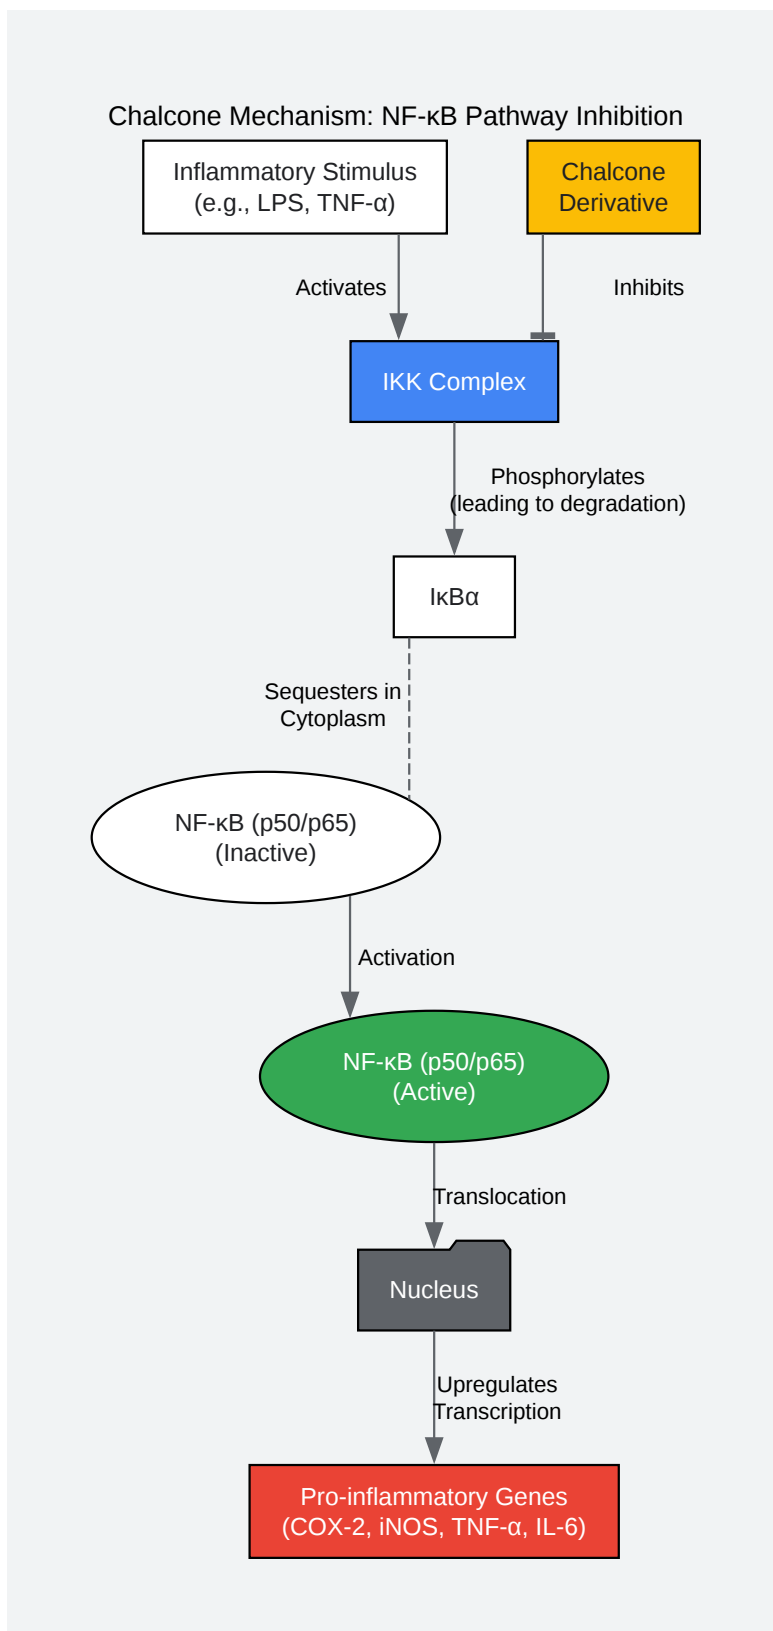 Chalcone Mechanism: NF-κB Pathway Inhibition
Inflammatory Stimulus
(e.g., LPS, TNF-α)
Chalcone
Derivative
Activates
Inhibits
IKK Complex
Phosphorylates
(leading to degradation)
IκBα
Sequesters in
Cytoplasm
NF-κB (p50/p65)
(Inactive)
Activation
NF-κB (p50/p65)
(Active)
Translocation
Nucleus
Upregulates
Transcription
Pro-inflammatory Genes
(COX-2, iNOS, TNF-α, IL-6)